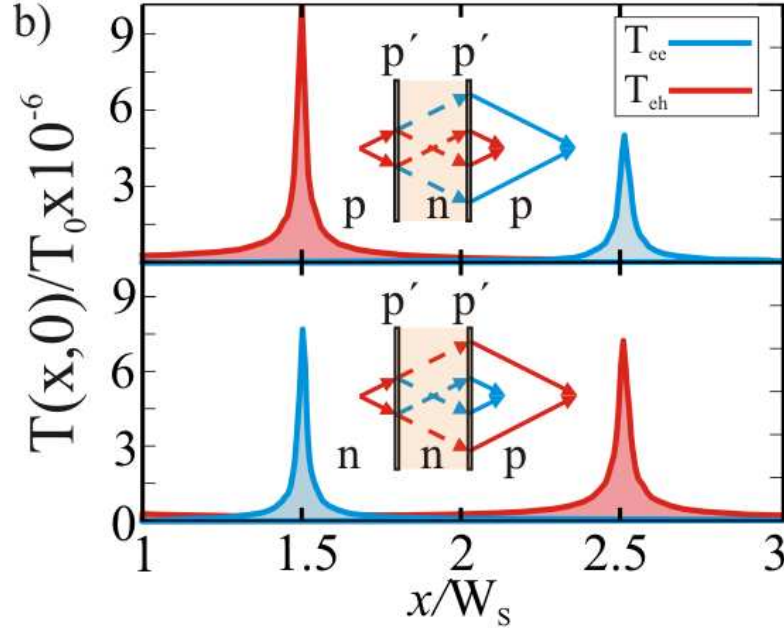 b)
T(x,0)/T₀x10⁻⁶
9
6
3
p´ p´
p n p
T_ee
T_eh
9
6
3
0
p´ p´
n n p
1 1.5 2 2.5 3
x/W_S